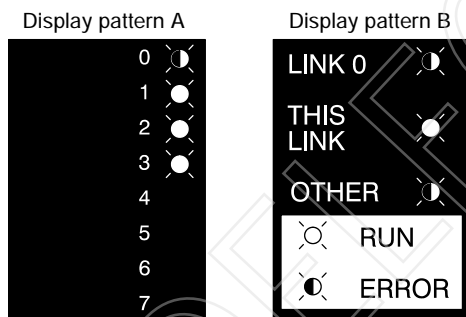 Display pattern A
Display pattern B
0
1
2
3
4
5
6
7
LINK 0
THIS
LINK
OTHER
RUN
ERROR